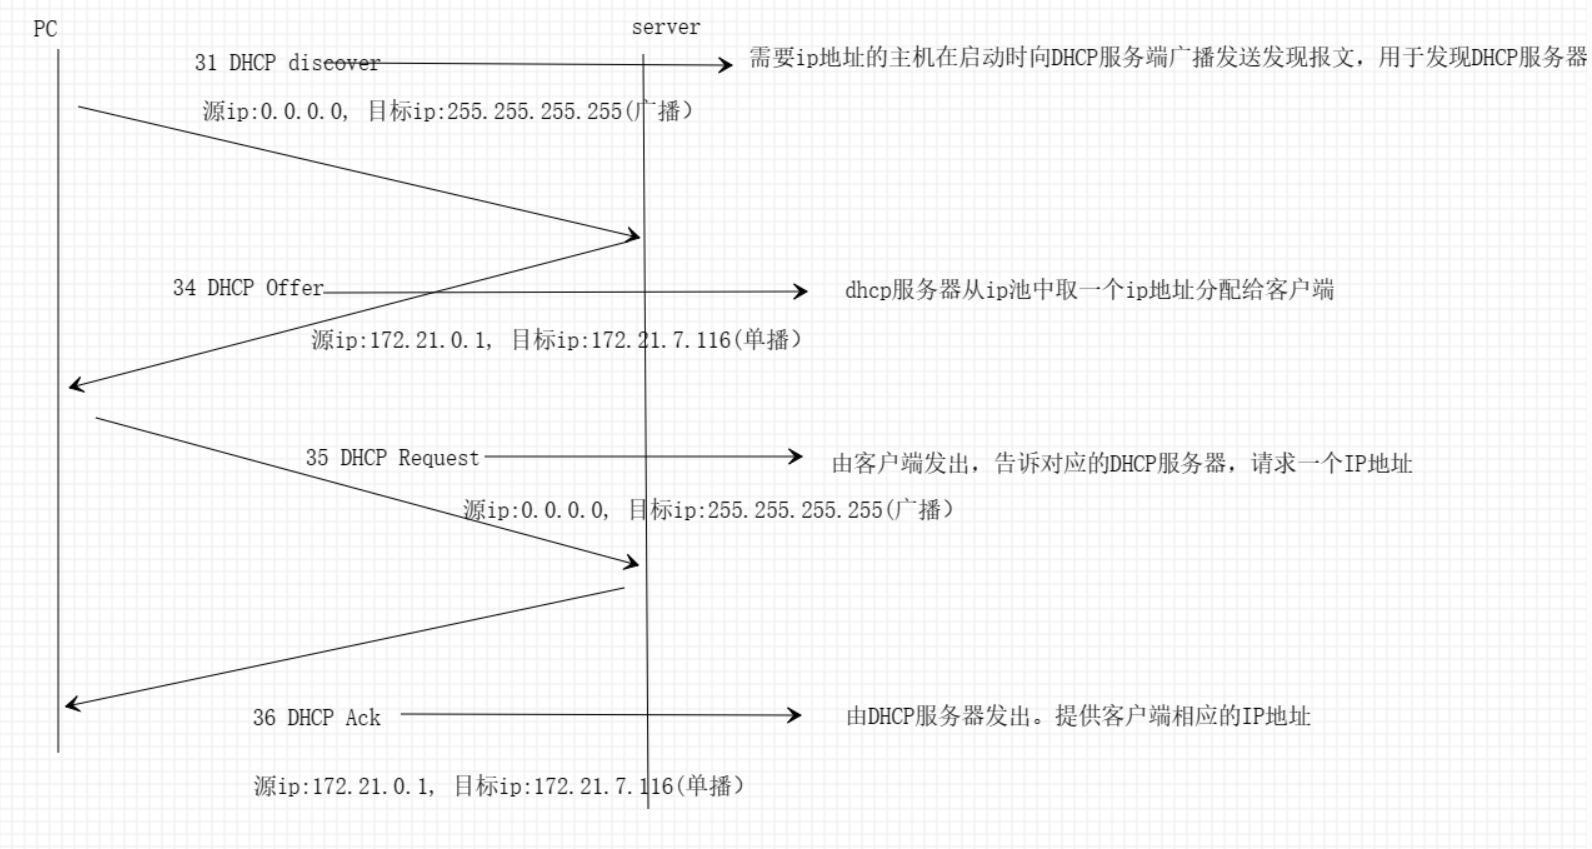 PC
server
31 DHCP discover
需要ip地址的主机在启动时向DHCP服务端广播发送发现报文，用于发现DHCP服务器
源ip:0.0.0.0, 目标ip:255.255.255.255(广播）
34 DHCP Offer
dhcp服务器从ip池中取一个ip地址分配给客户端
源ip:172.21.0.1, 目标ip:172.21.7.116(单播）
35 DHCP Request
由客户端发出，告诉对应的DHCP服务器，请求一个IP地址
源ip:0.0.0.0, 目标ip:255.255.255.255(广播）
36 DHCP Ack
由DHCP服务器发出。提供客户端相应的IP地址
源ip:172.21.0.1, 目标ip:172.21.7.116(单播）